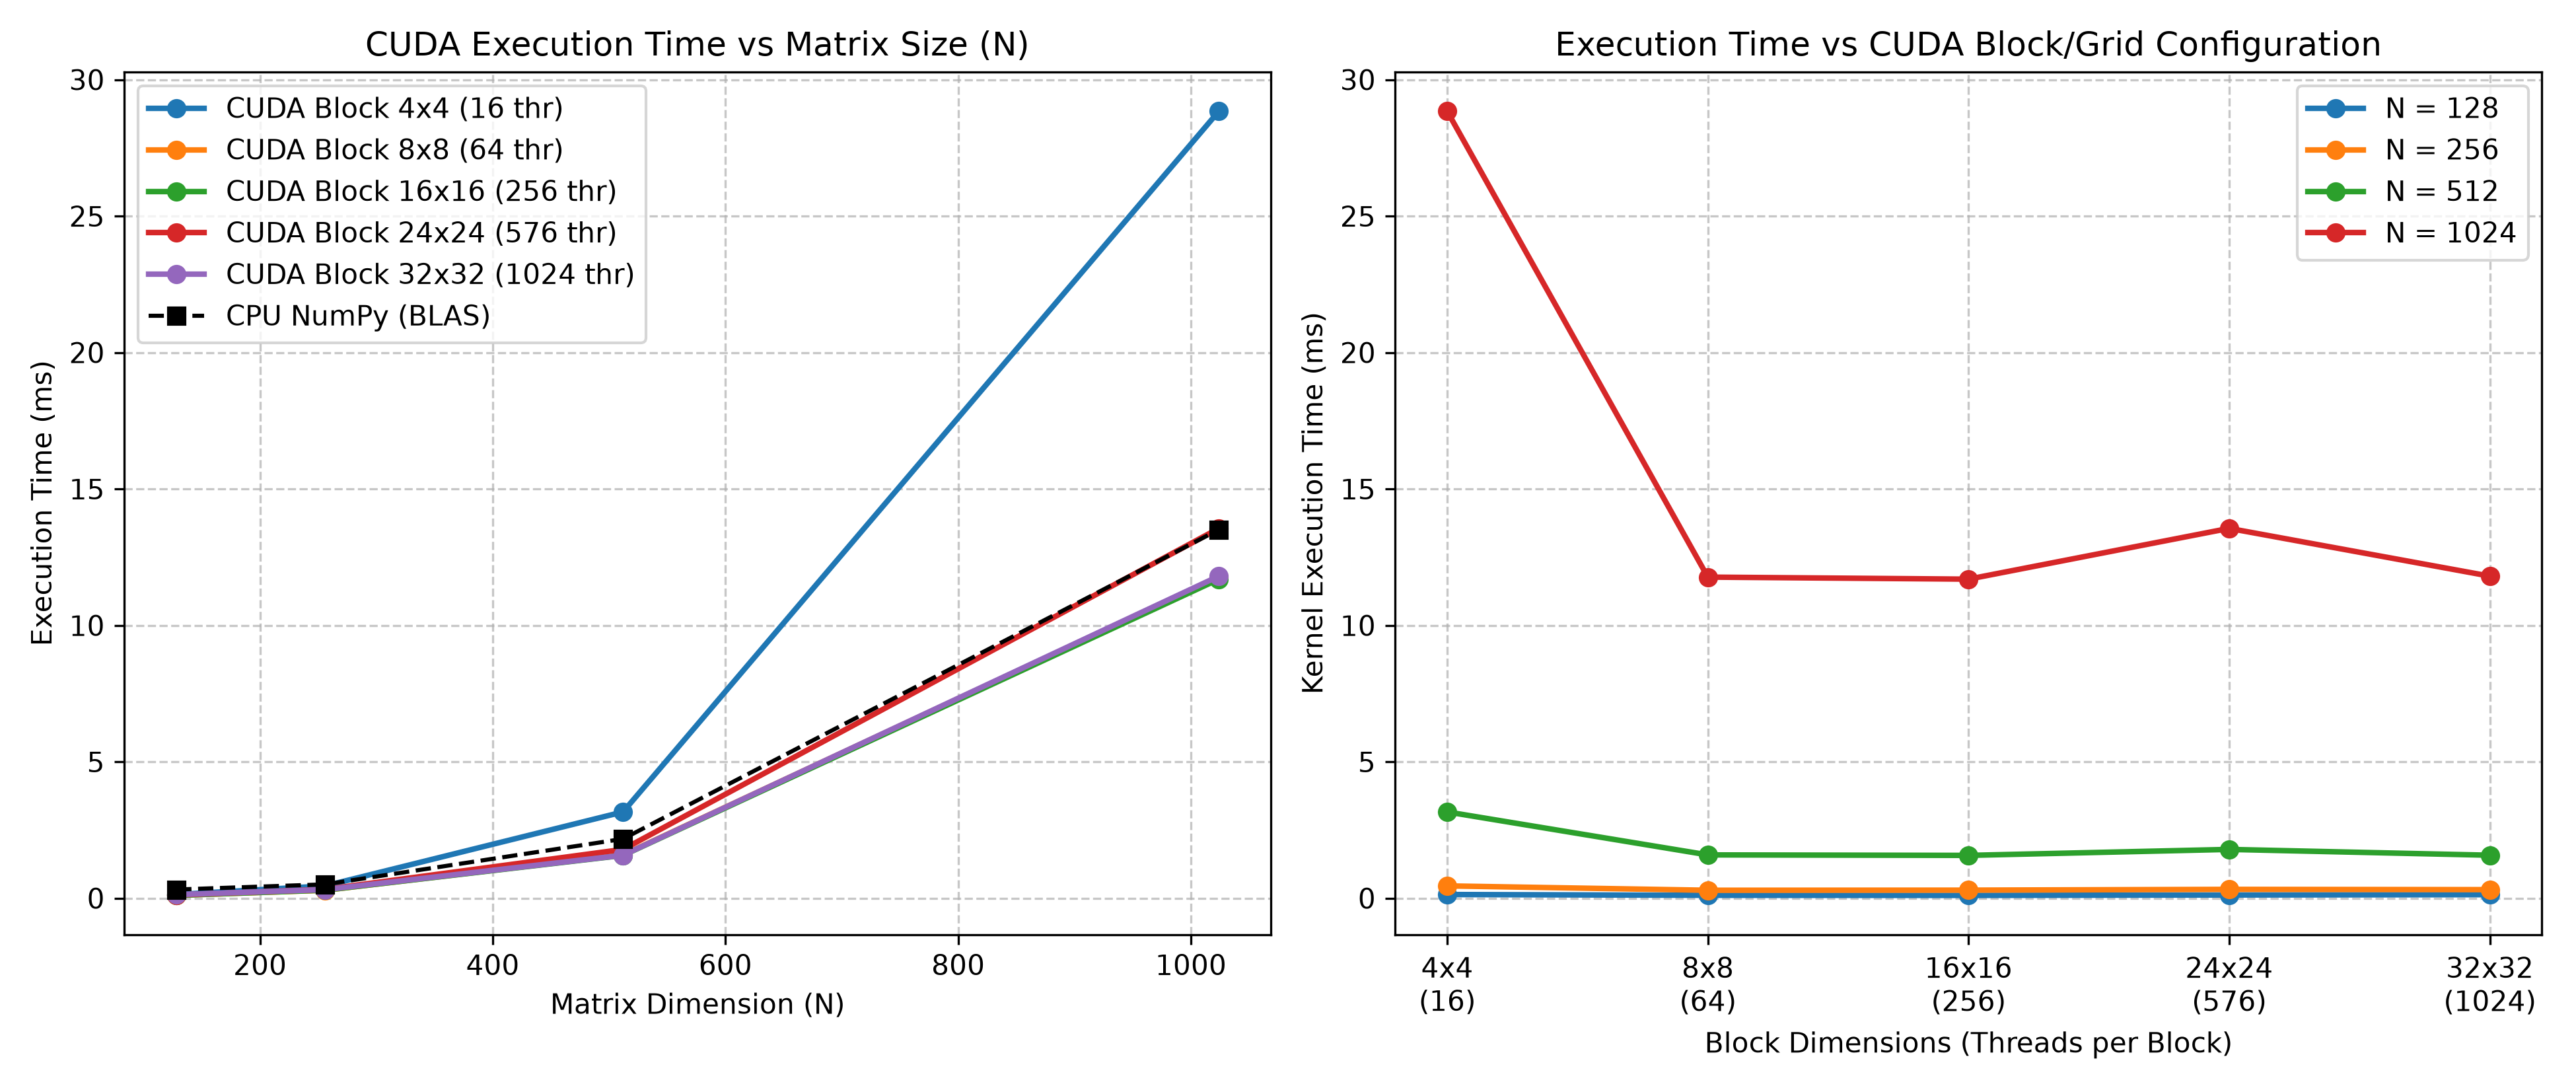 CUDA Execution Time vs Matrix Size (N)
30
25
20
15
10
5
0
Execution Time (ms)
CUDA Block 4x4 (16 thr)
CUDA Block 8x8 (64 thr)
CUDA Block 16x16 (256 thr)
CUDA Block 24x24 (576 thr)
CUDA Block 32x32 (1024 thr)
CPU NumPy (BLAS)
200 400 600 800 1000
Matrix Dimension (N)
Execution Time vs CUDA Block/Grid Configuration
30
25
20
15
10
5
0
Kernel Execution Time (ms)
N = 128
N = 256
N = 512
N = 1024
4x4 8x8 16x16 24x24 32x32
(16) (64) (256) (576) (1024)
Block Dimensions (Threads per Block)